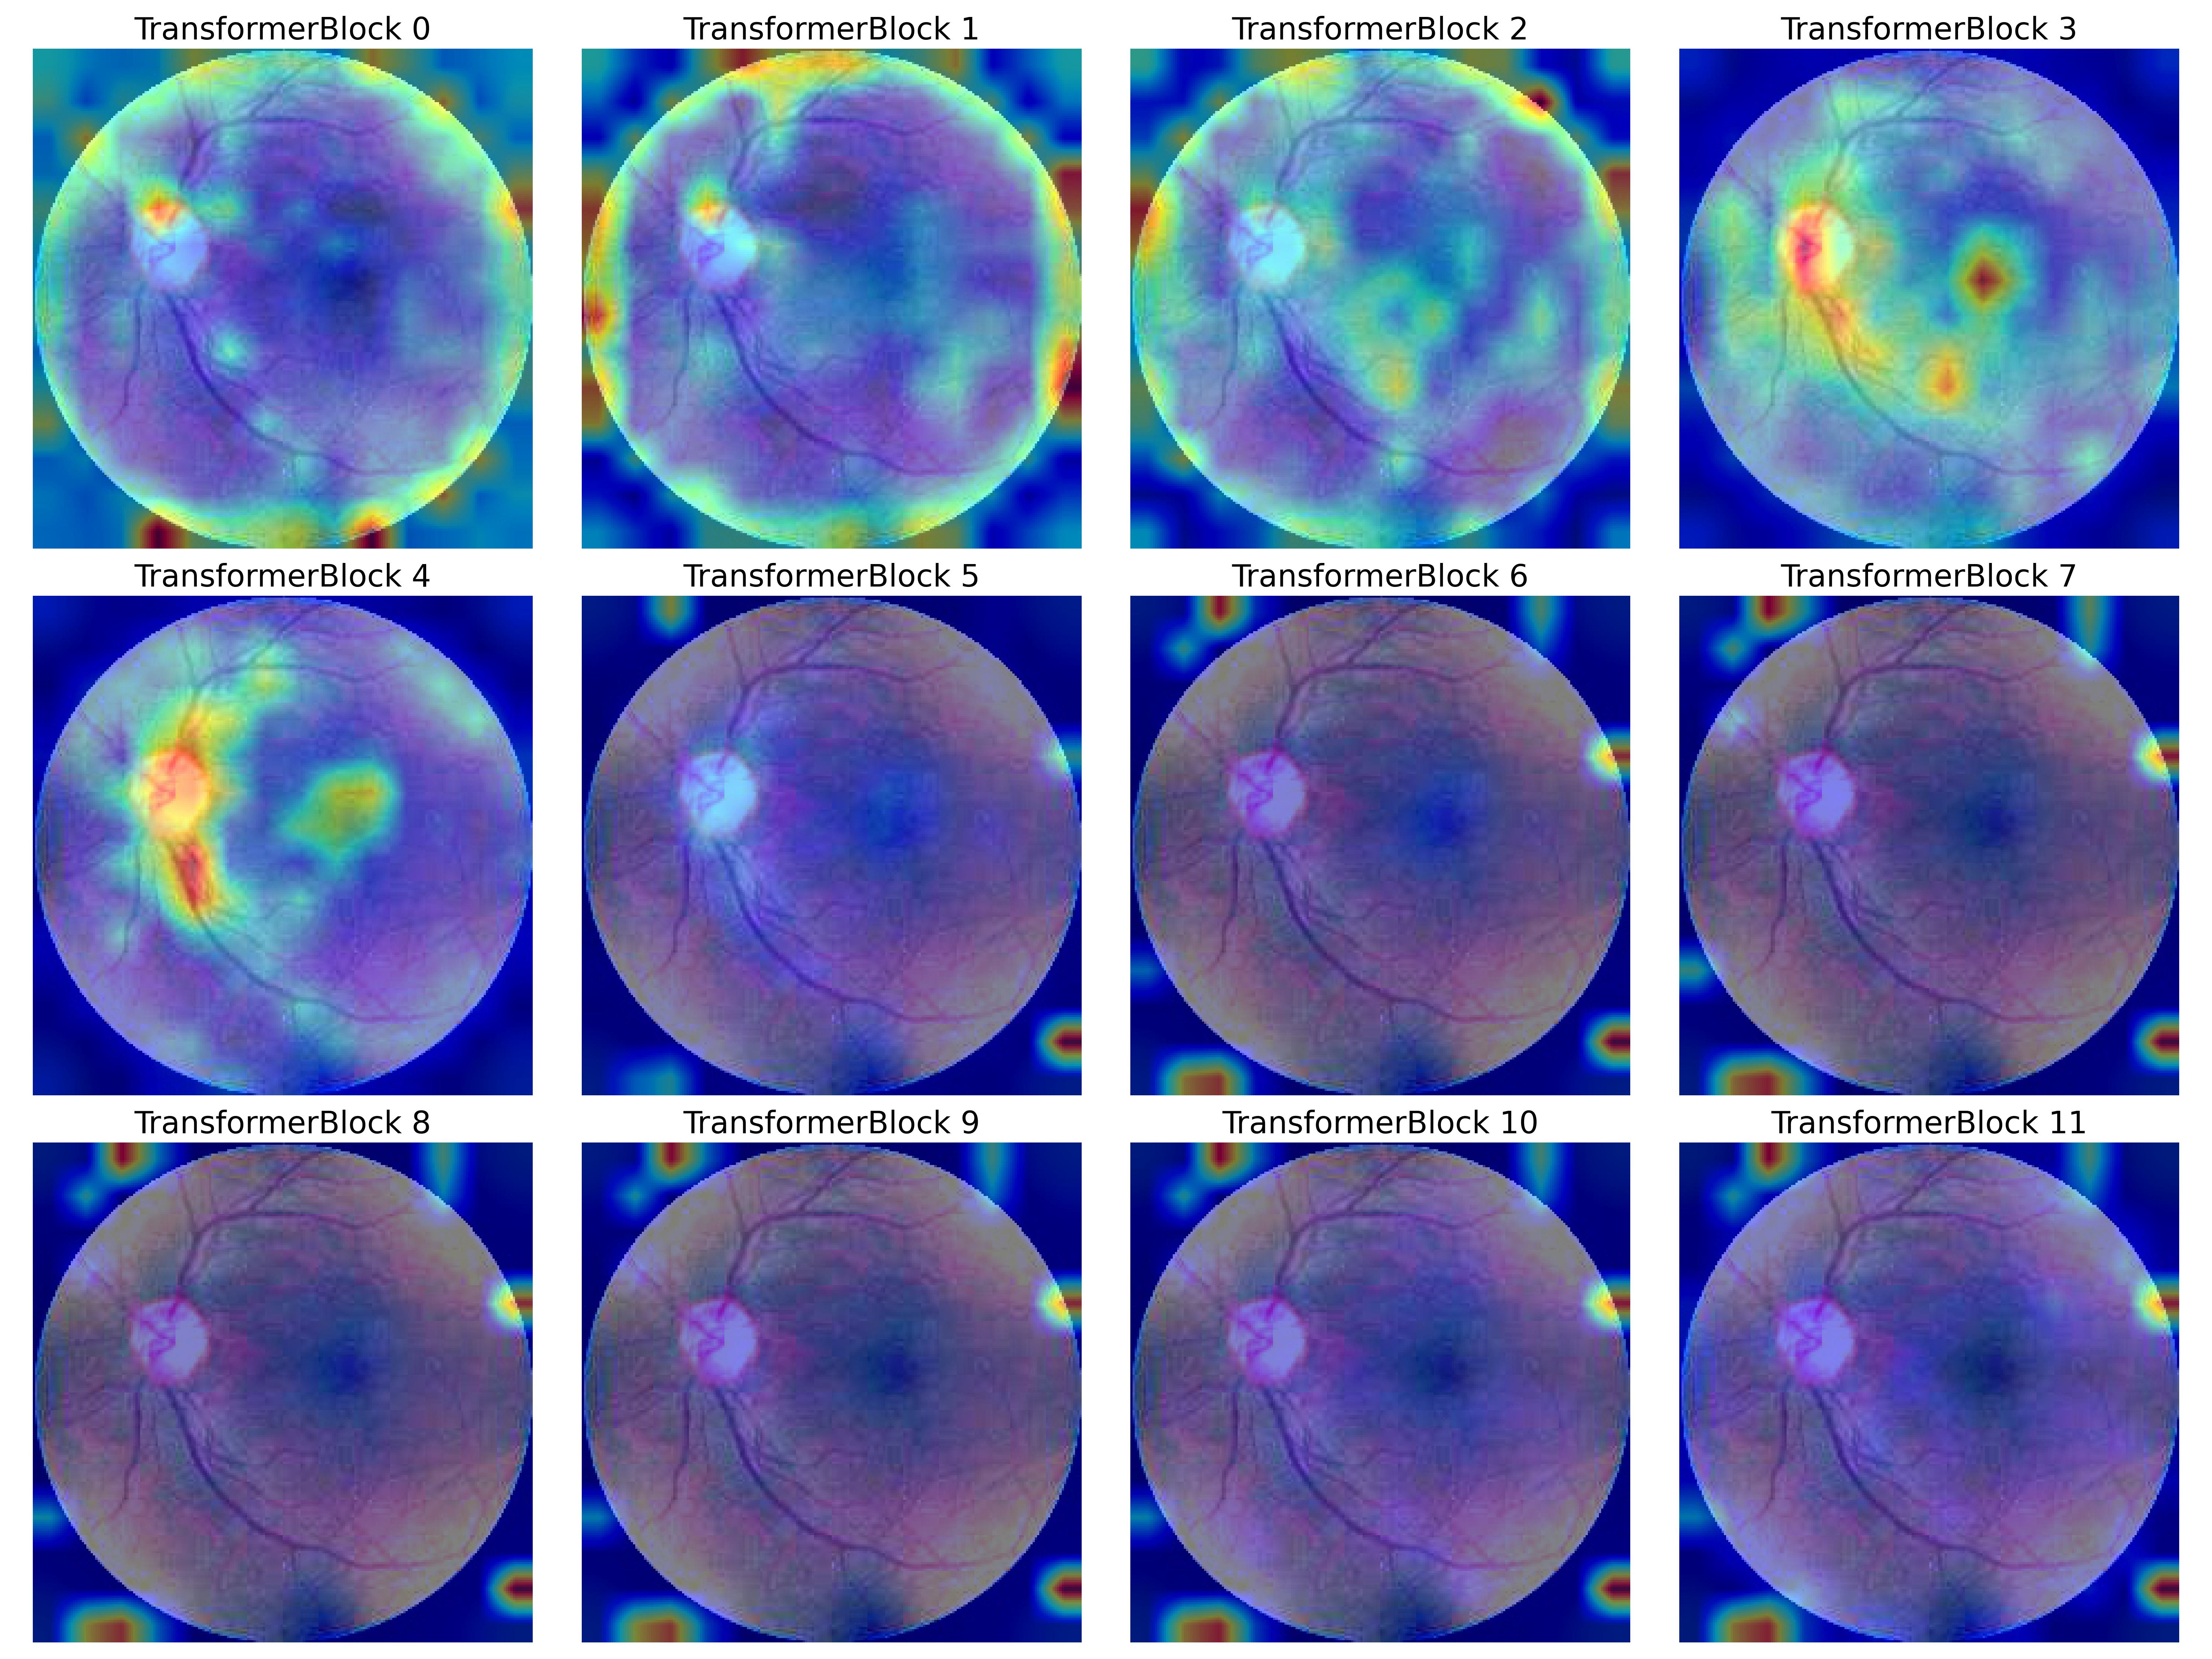 TransformerBlock 0
TransformerBlock 1
TransformerBlock 2
TransformerBlock 3
TransformerBlock 4
TransformerBlock 5
TransformerBlock 6
TransformerBlock 7
TransformerBlock 8
TransformerBlock 9
TransformerBlock 10
TransformerBlock 11